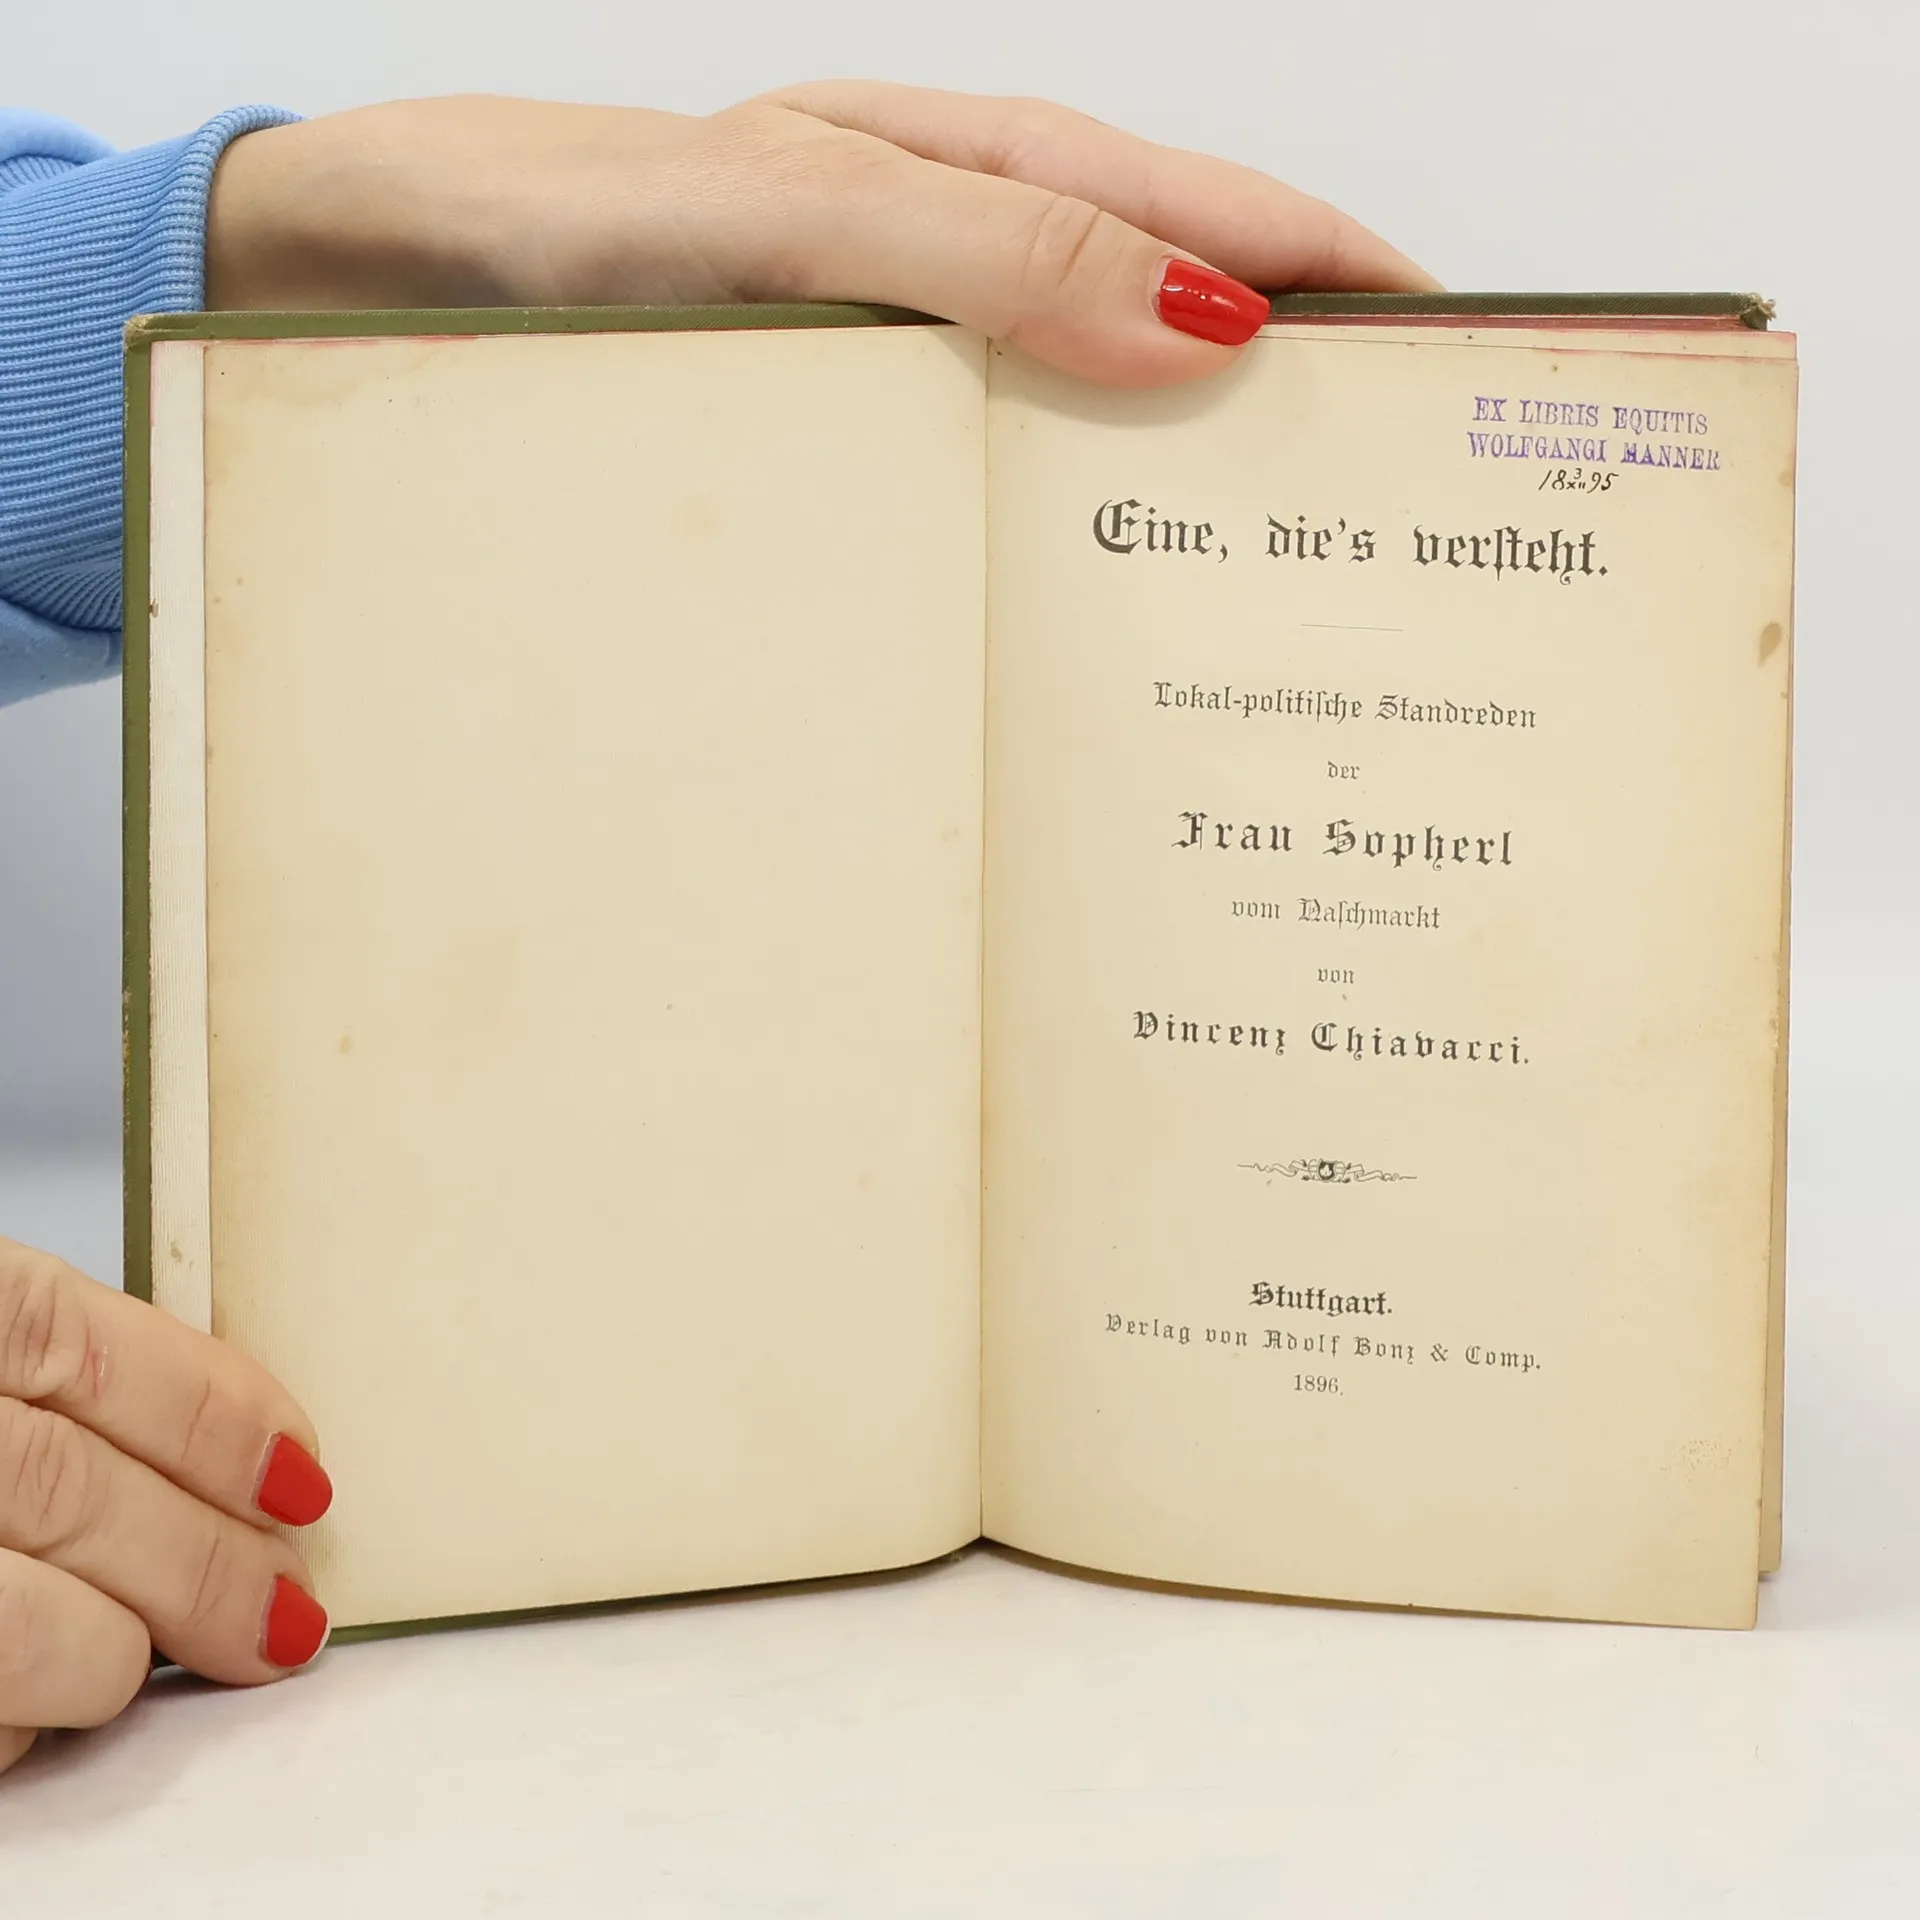 EX LIBRIS EQUITIS
WOLFGANGI MANNER
18 3/XII 95
Eine, die's versteht.
Lokal-politische Standreden
der
Frau Sopherl
vom Naschmarkt
von
Vincenz Chiavacci.
Stuttgart.
Verlag von Adolf Bonz & Comp.
1896.